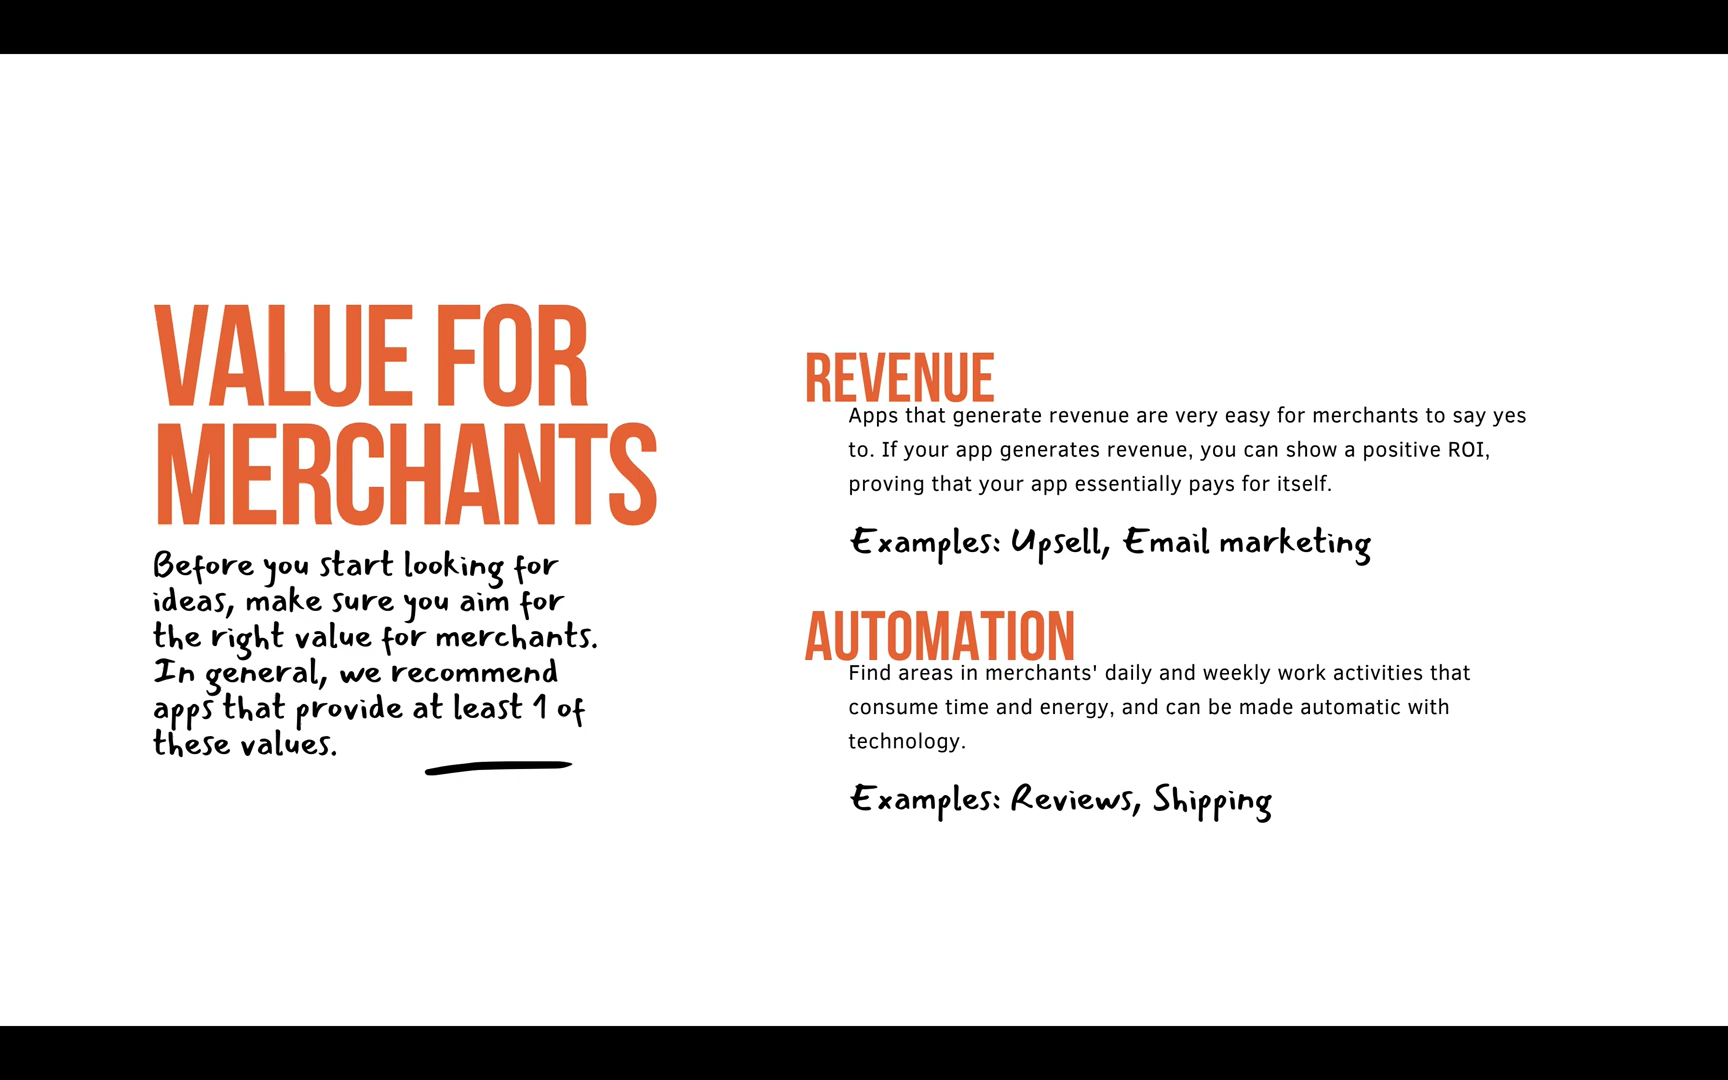 VALUE FOR
MERCHANTS
Before you start looking for
ideas, make sure you aim for
the right value for merchants.
In general, we recommend
apps that provide at least 1 of
these values.
REVENUE
Apps that generate revenue are very easy for merchants to say yes
to. If your app generates revenue, you can show a positive ROI,
proving that your app essentially pays for itself.
Examples: Upsell, Email marketing
AUTOMATION
Find areas in merchants' daily and weekly work activities that
consume time and energy, and can be made automatic with
technology.
Examples: Reviews, Shipping